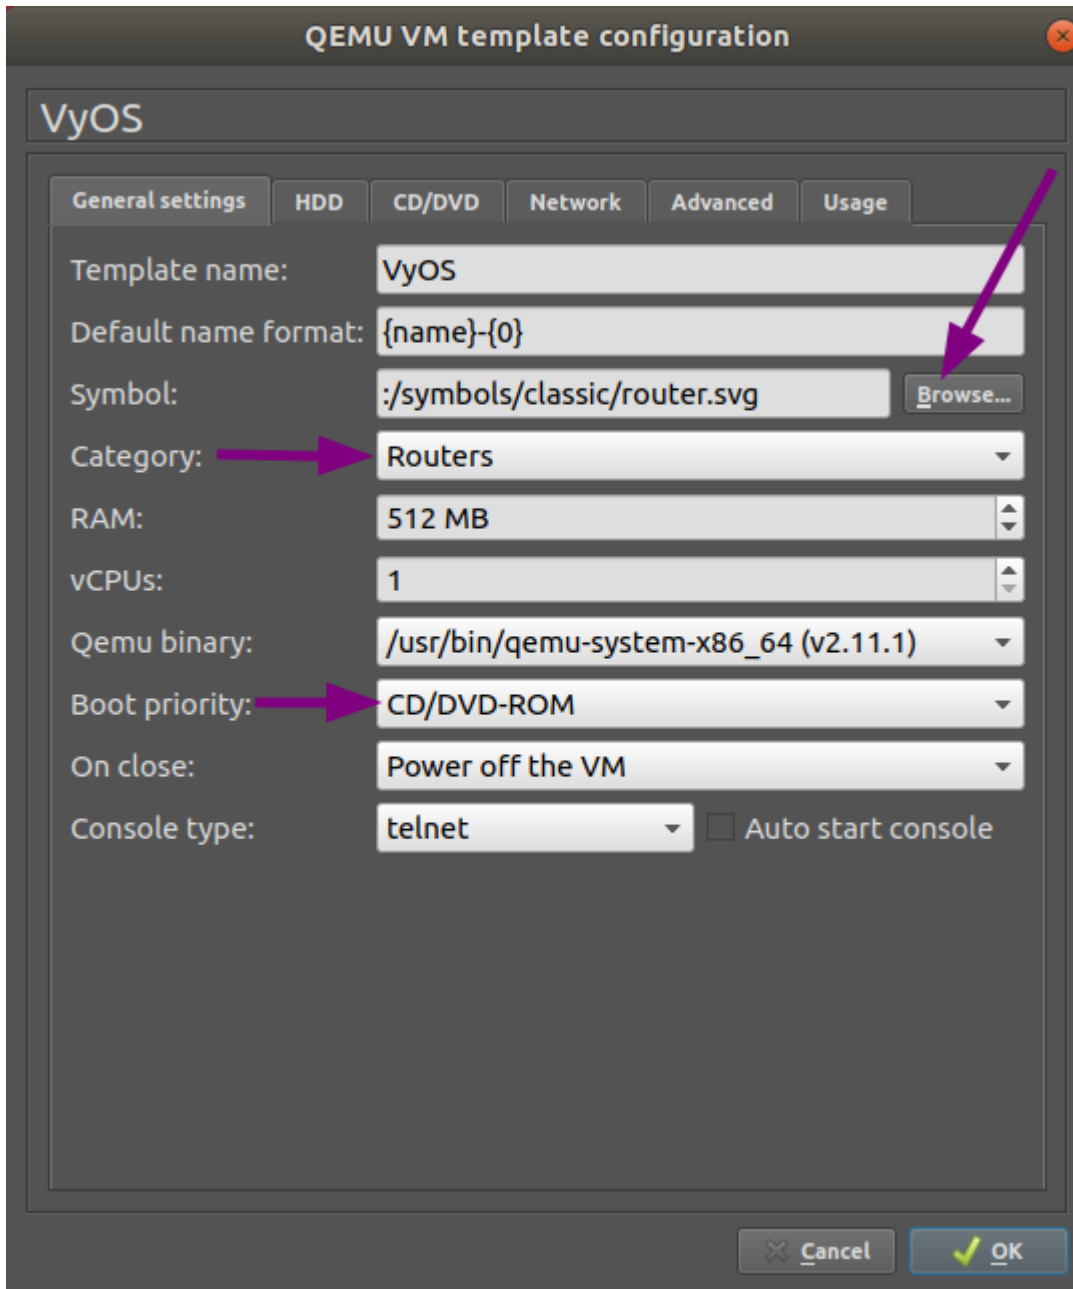 QEMU VM template configuration
VyOS
General settings HDD CD/DVD Network Advanced Usage
Template name: VyOS
Default name format: {name}-{0}
Symbol: :/symbols/classic/router.svg Browse...
Category: Routers
RAM: 512 MB
vCPUs: 1
Qemu binary: /usr/bin/qemu-system-x86_64 (v2.11.1)
Boot priority: CD/DVD-ROM
On close: Power off the VM
Console type: telnet Auto start console
Cancel OK